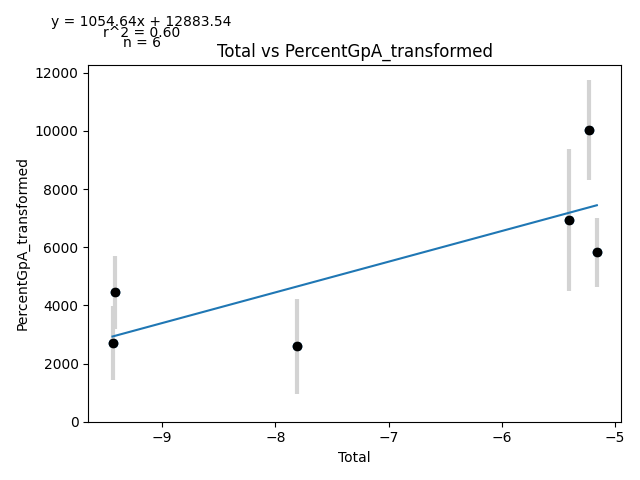 y = 1054.64x + 12883.54
r^2 = 0.60
n = 6
Total vs PercentGpA_transformed
12000
10000
8000
6000
4000
2000
0
PercentGpA_transformed
−9
−8
−7
−6
−5
Total